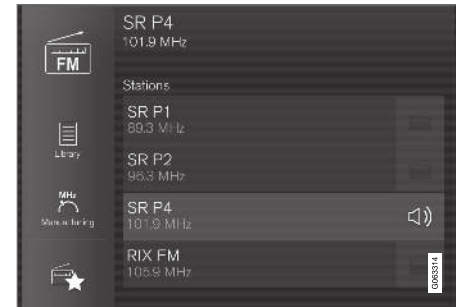 SR P4
101.9 MHz
FM
Stations
SR P1
89.3 MHz
Library
SR P2
96.3 MHz
MHz
Manual tuning
SR P4
101.9 MHz
RIX FM
105.9 MHz
G063314